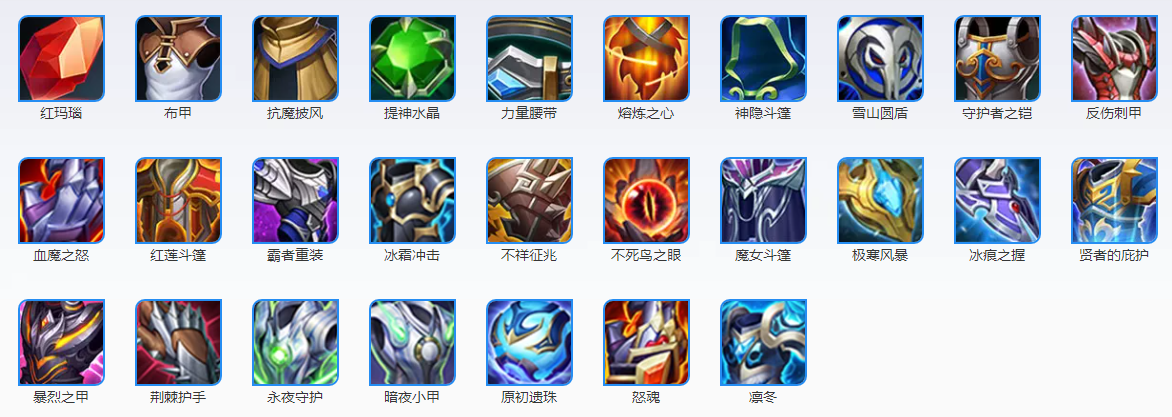 红玛瑙 布甲 抗魔披风 提神水晶 力量腰带 熔炼之心 神隐斗篷 雪山圆盾 守护者之铠 反伤刺甲
血魔之怒 红莲斗篷 霸者重装 冰霜冲击 不祥征兆 不死鸟之眼 魔女斗篷 极寒风暴 冰痕之握 贤者的庇护
暴烈之甲 荆棘护手 永夜守护 暗夜小甲 原初遗珠 怒魂 凛冬